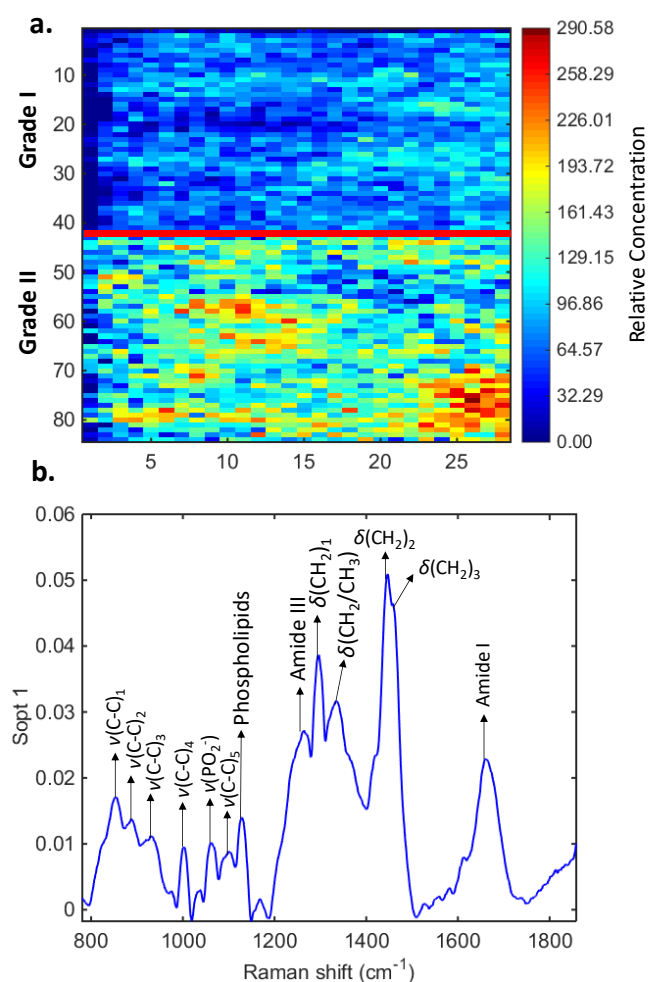 a.
290.58
258.29
226.01
193.72
161.43
129.15
96.86
64.57
32.29
0.00
Relative Concentration
Grade I
Grade II
10
20
30
40
50
60
70
80
5
10
15
20
25
b.
0.06
0.05
0.04
0.03
0.02
0.01
0
Sopt 1
ν(C-C)₁
ν(C-C)₂
ν(C-C)₃
ν(C-C)₄
ν(PO₂⁻)
ν(C-C)₅
Phospholipids
Amide III
δ(CH₂)₁
δ(CH₂/CH₃)
δ(CH₂)₂
δ(CH₂)₃
Amide I
800
1000
1200
1400
1600
1800
Raman shift (cm⁻¹)